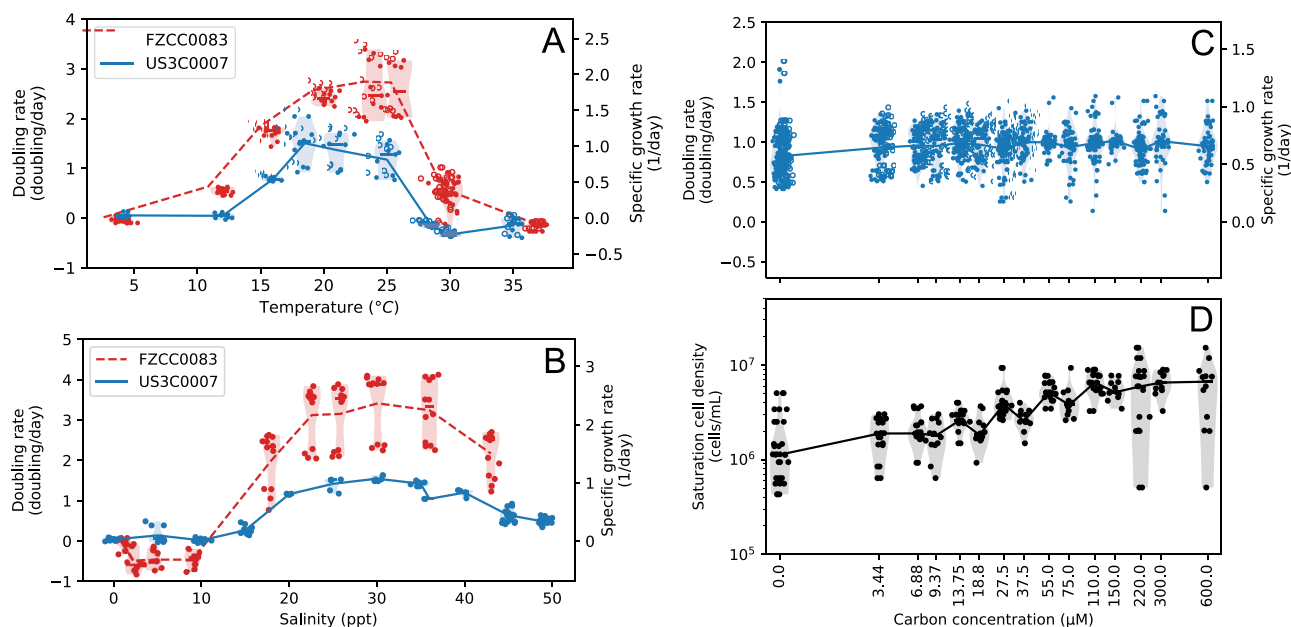 A
FZCC0083
US3C0007
Doubling rate
(doubling/day)
4
3
2
1
0
−1
Specific growth rate
(1/day)
2.5
2.0
1.5
1.0
0.5
0.0
−0.5
5
10
15
20
25
30
35
Temperature (°C)
B
FZCC0083
US3C0007
Doubling rate
(doubling/day)
5
4
3
2
1
0
−1
Specific growth rate
(1/day)
3
2
1
0
0
10
20
30
40
50
Salinity (ppt)
C
Doubling rate
(doubling/day)
2.5
2.0
1.5
1.0
0.5
0.0
−0.5
Specific growth rate
(1/day)
1.5
1.0
0.5
0.0
D
Saturation cell density
(cells/mL)
10⁷
10⁶
10⁵
0.0
3.44
6.88
9.37
13.75
18.8
27.5
37.5
55.0
75.0
110.0
150.0
220.0
300.0
600.0
Carbon concentration (μM)